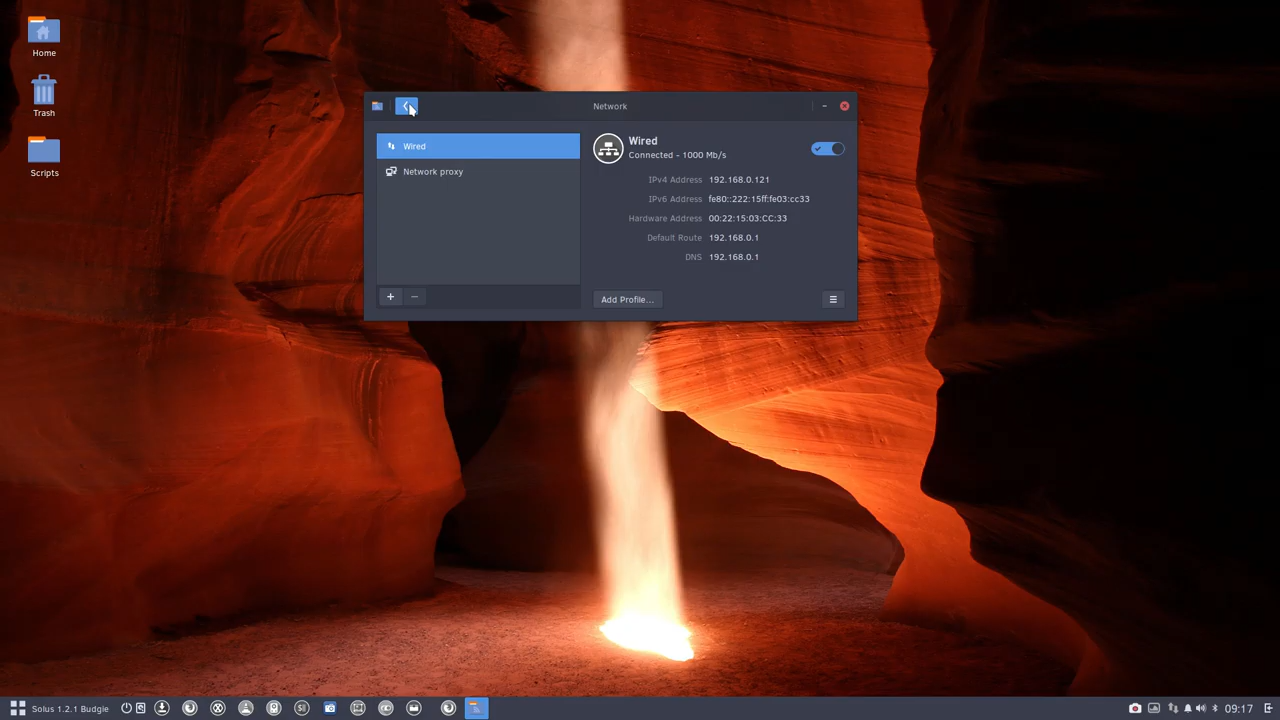 Home
Trash
Scripts
Network
Wired
Network proxy
Wired
Connected - 1000 Mb/s
IPv4 Address 192.168.0.121
IPv6 Address fe80::222:15ff:fe03:cc33
Hardware Address 00:22:15:03:CC:33
Default Route 192.168.0.1
DNS 192.168.0.1
Add Profile...
Solus 1.2.1 Budgie
09:17